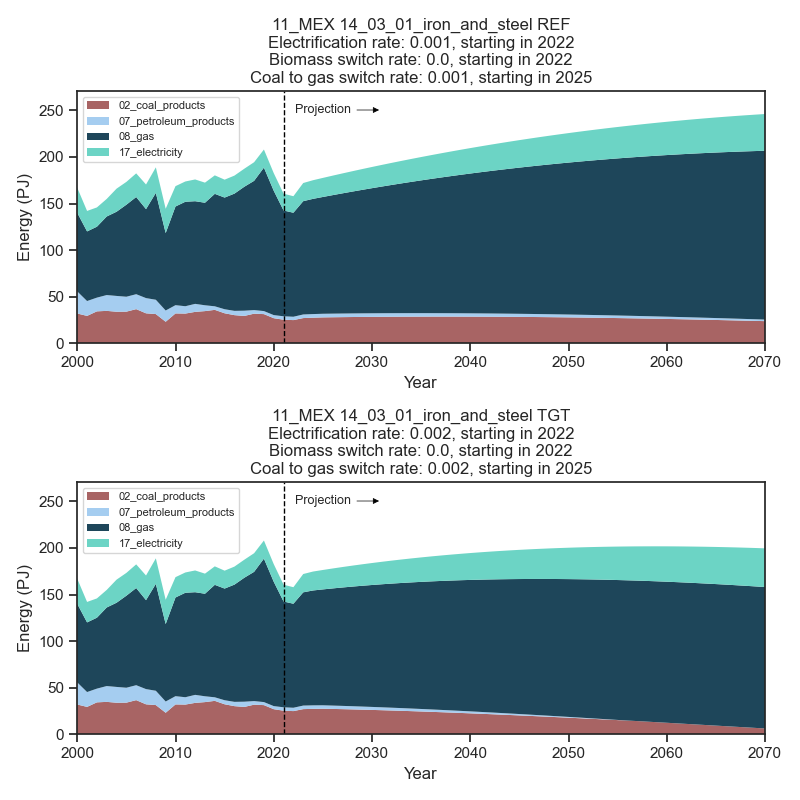 11_MEX 14_03_01_iron_and_steel REF
Electrification rate: 0.001, starting in 2022
Biomass switch rate: 0.0, starting in 2022
Coal to gas switch rate: 0.001, starting in 2025
02_coal_products
07_petroleum_products
08_gas
17_electricity
Projection
250
200
150
100
50
0
Energy (PJ)
2000 2010 2020 2030 2040 2050 2060 2070
Year
11_MEX 14_03_01_iron_and_steel TGT
Electrification rate: 0.002, starting in 2022
Biomass switch rate: 0.0, starting in 2022
Coal to gas switch rate: 0.002, starting in 2025
02_coal_products
07_petroleum_products
08_gas
17_electricity
Projection
250
200
150
100
50
0
Energy (PJ)
2000 2010 2020 2030 2040 2050 2060 2070
Year